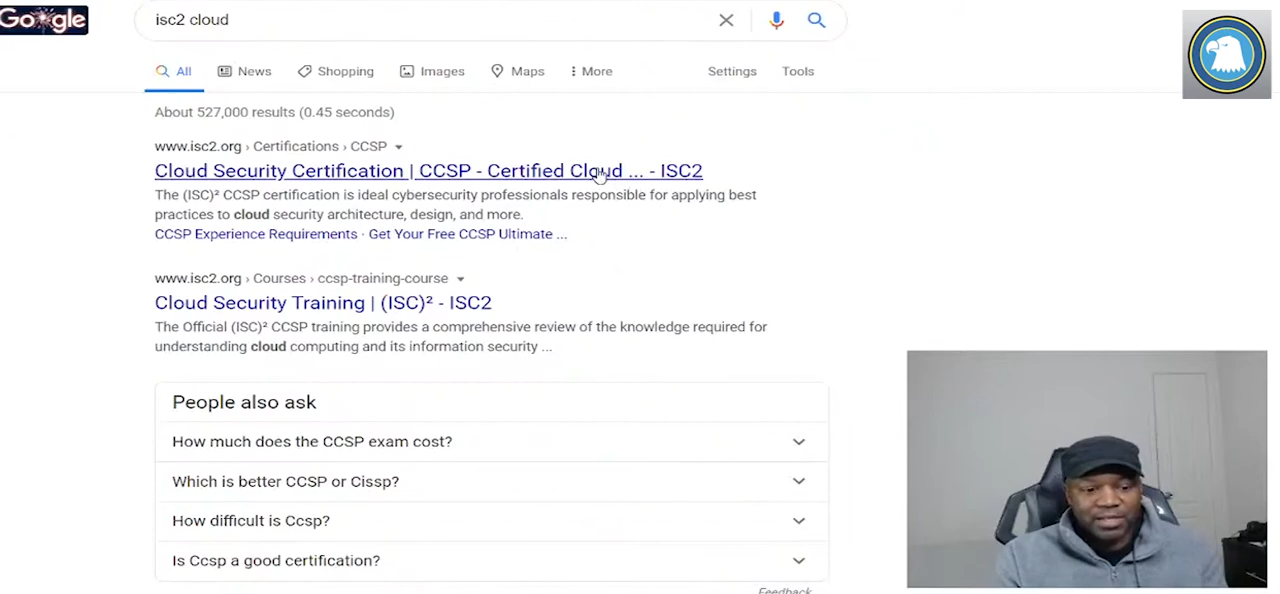 Google
isc2 cloud
All News Shopping Images Maps More Settings Tools
About 527,000 results (0.45 seconds)
www.isc2.org › Certifications › CCSP
Cloud Security Certification | CCSP - Certified Cloud ... - ISC2
The (ISC)² CCSP certification is ideal cybersecurity professionals responsible for applying best
practices to cloud security architecture, design, and more.
CCSP Experience Requirements · Get Your Free CCSP Ultimate ...
www.isc2.org › Courses › ccsp-training-course
Cloud Security Training | (ISC)² - ISC2
The Official (ISC)² CCSP training provides a comprehensive review of the knowledge required for
understanding cloud computing and its information security ...
People also ask
How much does the CCSP exam cost?
Which is better CCSP or Cissp?
How difficult is Ccsp?
Is Ccsp a good certification?
Feedback